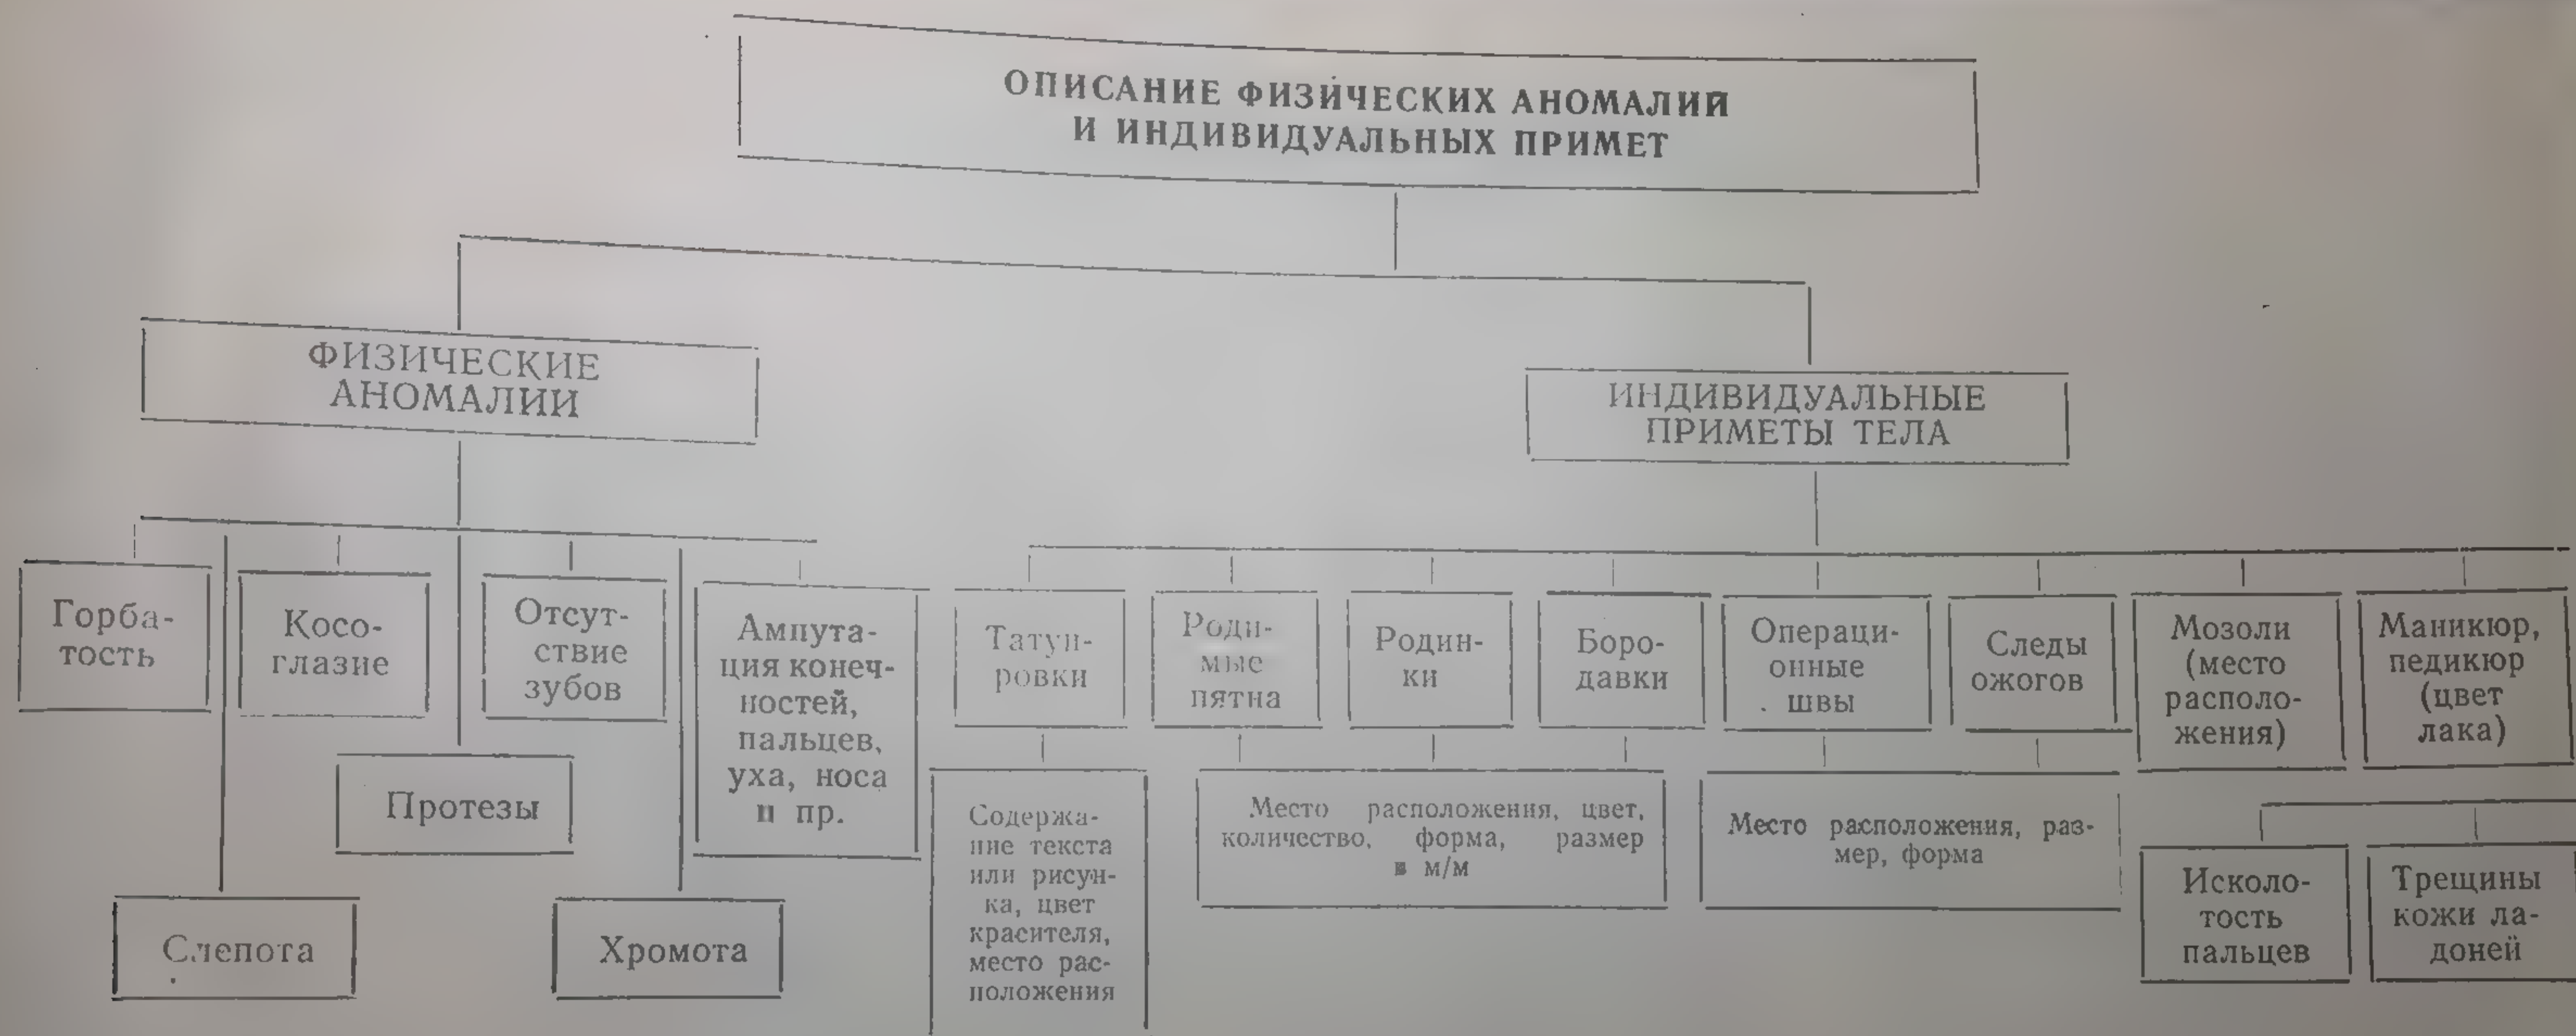 ОПИСАНИЕ ФИЗИЧЕСКИХ АНОМАЛИЙ
И ИНДИВИДУАЛЬНЫХ ПРИМЕТ
ФИЗИЧЕСКИЕ
АНОМАЛИИ
ИНДИВИДУАЛЬНЫЕ
ПРИМЕТЫ ТЕЛА
Горба-
тость
Косо-
глазие
Отсут-
ствие
зубов
Ампута-
ция конеч-
ностей,
пальцев,
уха, носа
и пр.
Протезы
Слепота
Хромота
Татуи-
ровки
Роди-
мые
пятна
Родин-
ки
Боро-
давки
Операци-
онные
швы
Следы
ожогов
Мозоли
(место
располо-
жения)
Маникюр,
педикюр
(цвет
лака)
Содержа-
ние текста
или рисун-
ка, цвет
красителя,
место рас-
положения
Место расположения, цвет,
количество, форма, размер
в м/м
Место расположения, раз-
мер, форма
Исколо-
тость
пальцев
Трещины
кожи ла-
доней